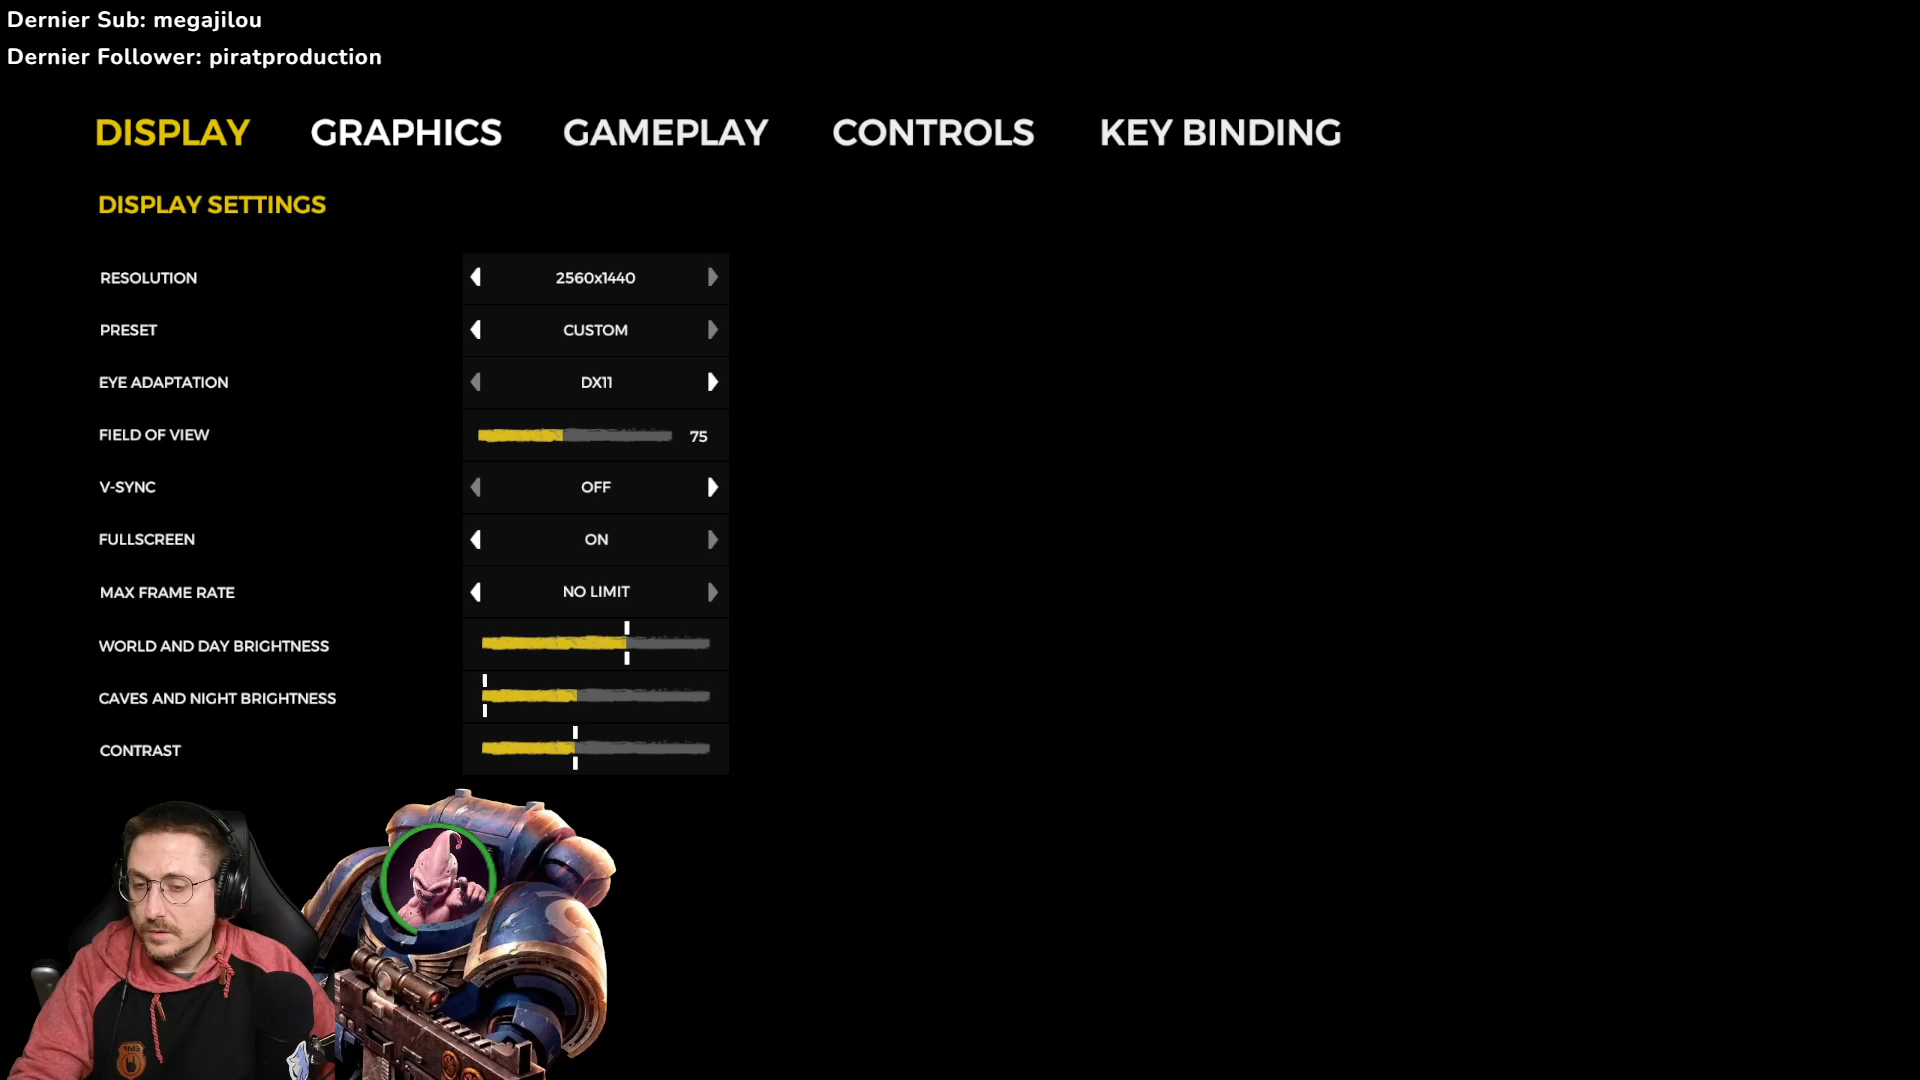 Dernier Sub: megajilou
Dernier Follower: piratproduction
DISPLAY GRAPHICS GAMEPLAY CONTROLS KEY BINDING
DISPLAY SETTINGS
RESOLUTION 2560x1440
PRESET CUSTOM
EYE ADAPTATION DX11
FIELD OF VIEW 75
V-SYNC OFF
FULLSCREEN ON
MAX FRAME RATE NO LIMIT
WORLD AND DAY BRIGHTNESS
CAVES AND NIGHT BRIGHTNESS
CONTRAST